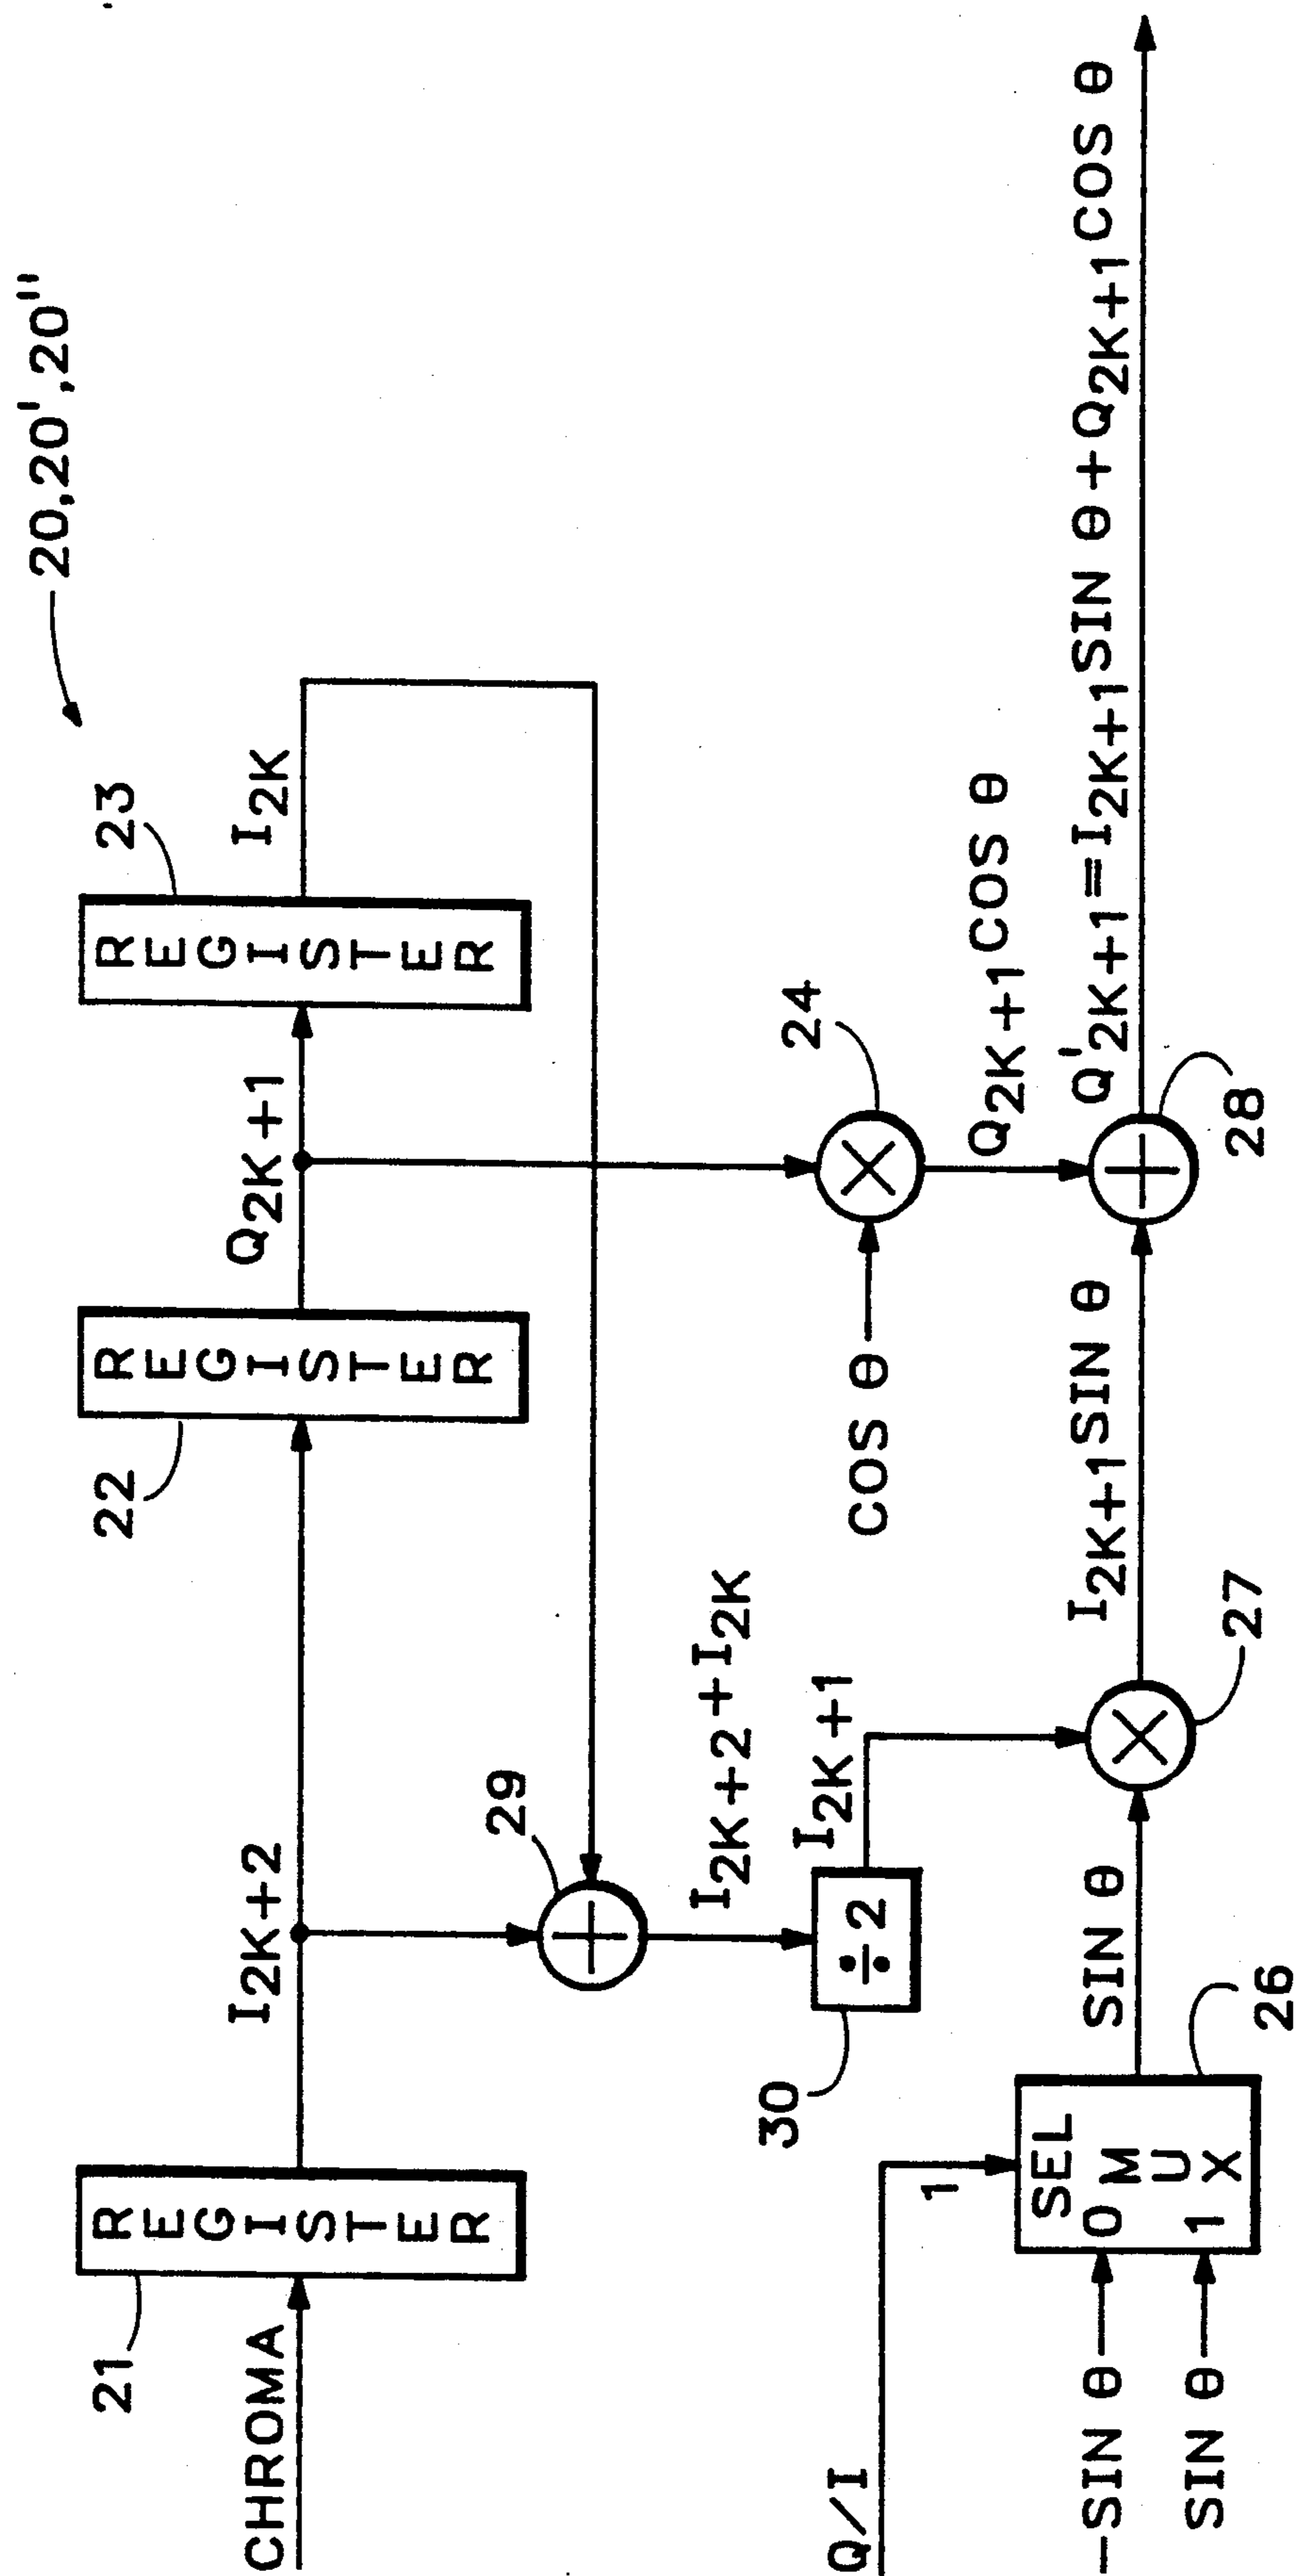 20,20',20"
CHROMA
21
REGISTER
I2K+2
22
REGISTER
Q2K+1
23
REGISTER
I2K
29
I2K+2+I2K
30
÷2
I2K+1
COS θ
24
Q2K+1COS θ
Q/I
1
-SIN θ
SIN θ
SEL
0 MUX
1
26
SIN θ
27
I2K+1SIN θ
28
Q'2K+1=I2K+1SIN θ+Q2K+1COS θ